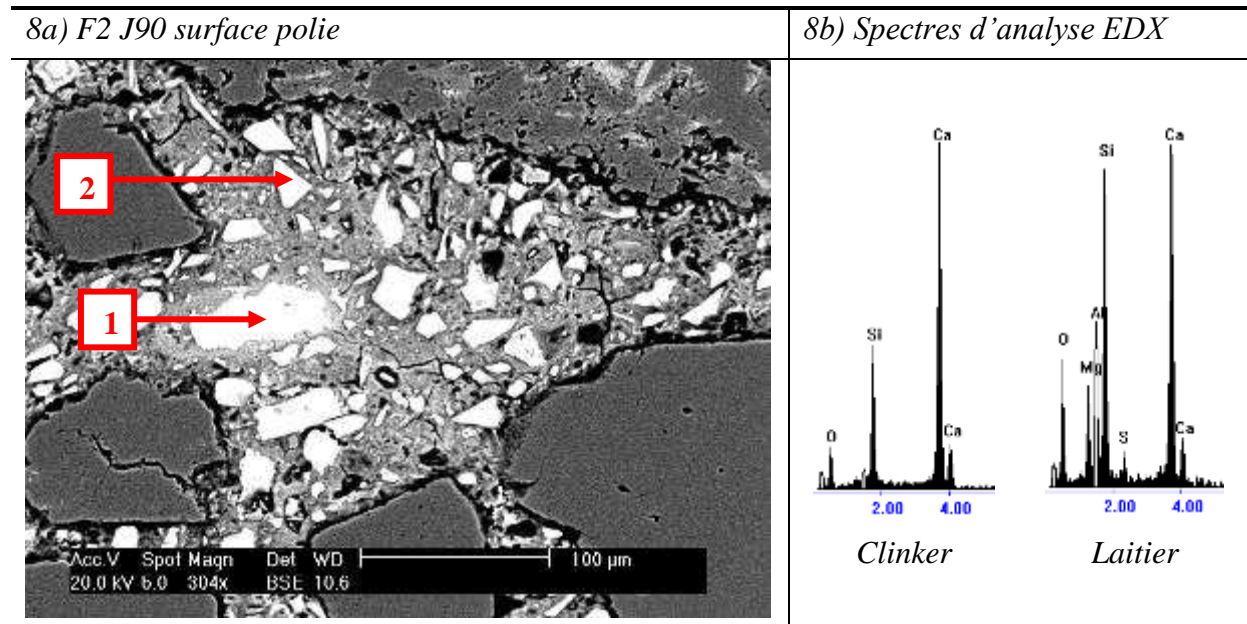 8a) F2 J90 surface polie
8b) Spectres d'analyse EDX
2
1
Acc.V Spot Magn Det WD 100 µm
20.0 kV 5.0 304x BSE 10.6
Ca
Si
O
Ca
2.00 4.00
Clinker
Ca
Si
Al
O
Mg
S
Ca
2.00 4.00
Laitier